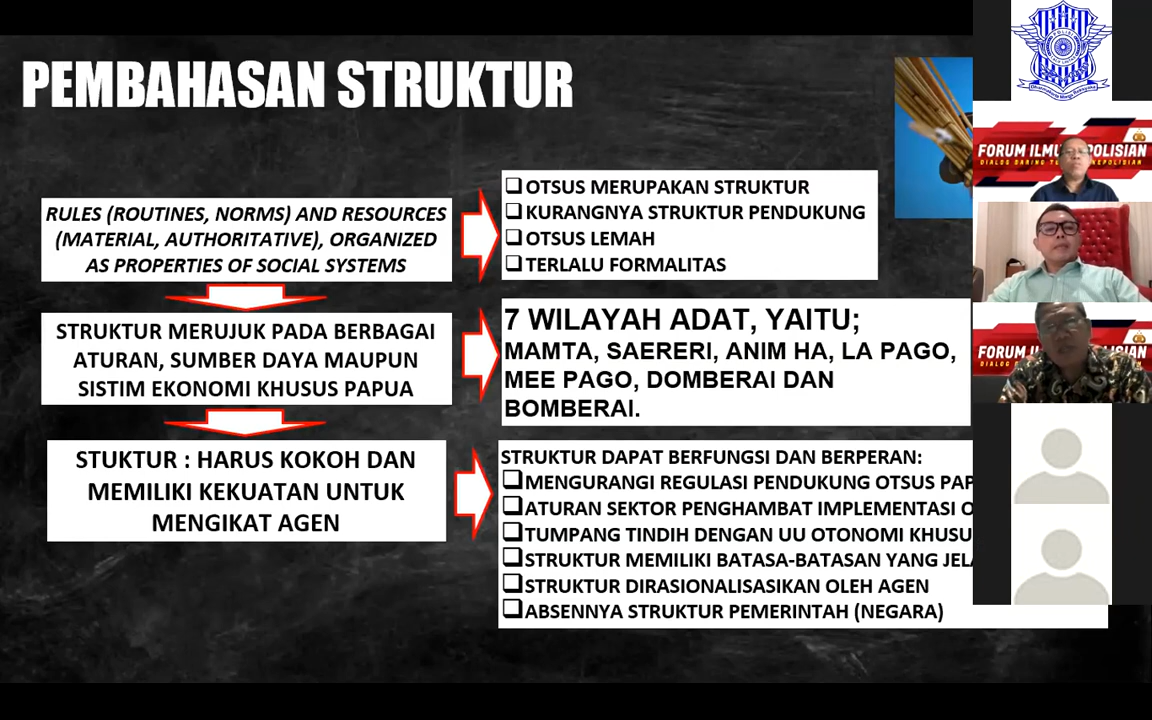 PEMBAHASAN STRUKTUR
RULES (ROUTINES, NORMS) AND RESOURCES
(MATERIAL, AUTHORITATIVE), ORGANIZED
AS PROPERTIES OF SOCIAL SYSTEMS
OTSUS MERUPAKAN STRUKTUR
KURANGNYA STRUKTUR PENDUKUNG
OTSUS LEMAH
TERLALU FORMALITAS
STRUKTUR MERUJUK PADA BERBAGAI
ATURAN, SUMBER DAYA MAUPUN
SISTIM EKONOMI KHUSUS PAPUA
7 WILAYAH ADAT, YAITU;
MAMTA, SAERERI, ANIM HA, LA PAGO,
MEE PAGO, DOMBERAI DAN
BOMBERAI.
STUKTUR : HARUS KOKOH DAN
MEMILIKI KEKUATAN UNTUK
MENGIKAT AGEN
STRUKTUR DAPAT BERFUNGSI DAN BERPERAN:
MENGURANGI REGULASI PENDUKUNG OTSUS PAP
ATURAN SEKTOR PENGHAMBAT IMPLEMENTASI O
TUMPANG TINDIH DENGAN UU OTONOMI KHUSU
STRUKTUR MEMILIKI BATASA-BATASAN YANG JELA
STRUKTUR DIRASIONALISASIKAN OLEH AGEN
ABSENNYA STRUKTUR PEMERINTAH (NEGARA)
FORUM ILMU
DIALOG DARING
FORUM